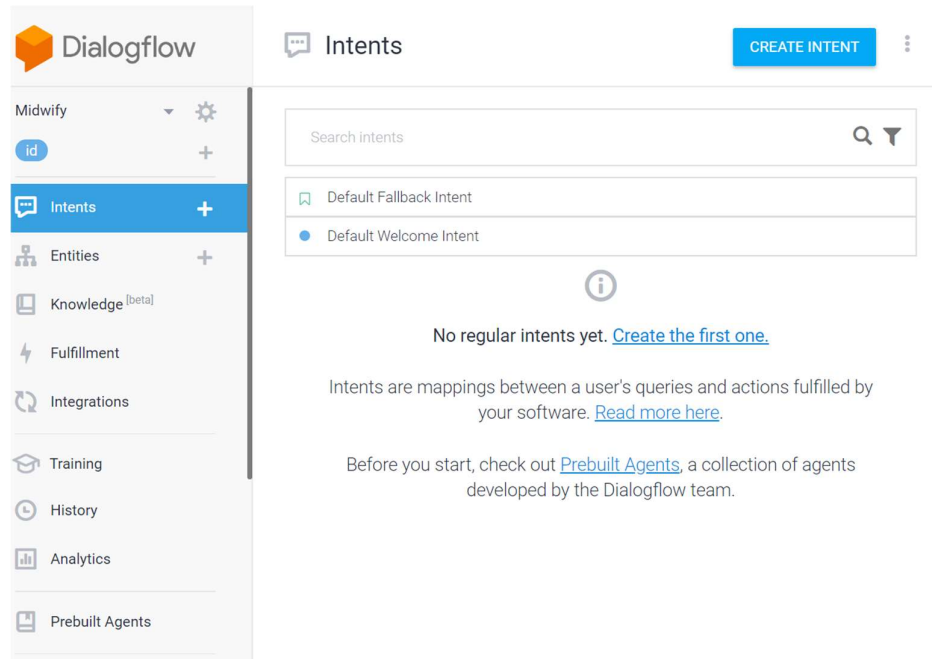 Dialogflow
Intents
CREATE INTENT
Midwify
id
Intents
Entities
Knowledge [beta]
Fulfillment
Integrations
Training
History
Analytics
Prebuilt Agents
Search intents
Default Fallback Intent
Default Welcome Intent
No regular intents yet. Create the first one.
Intents are mappings between a user's queries and actions fulfilled by
your software. Read more here.
Before you start, check out Prebuilt Agents, a collection of agents
developed by the Dialogflow team.